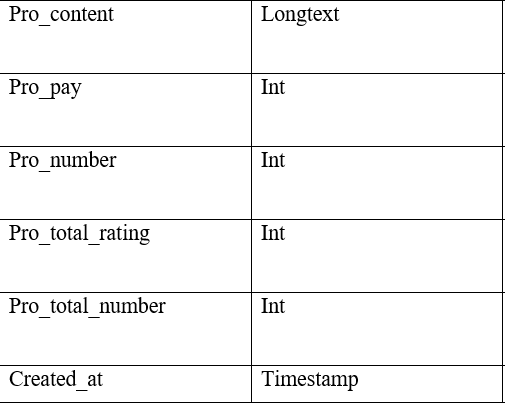 Pro_content Longtext
Pro_pay Int
Pro_number Int
Pro_total_rating Int
Pro_total_number Int
Created_at Timestamp